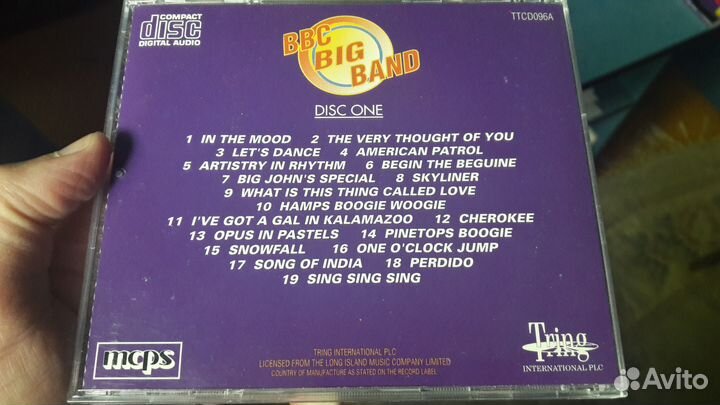 COMPACT
disc
DIGITAL AUDIO
TTCD096A
BBC
BIG
BAND
DISC ONE
1 IN THE MOOD 2 THE VERY THOUGHT OF YOU
3 LET'S DANCE 4 AMERICAN PATROL
5 ARTISTRY IN RHYTHM 6 BEGIN THE BEGUINE
7 BIG JOHN'S SPECIAL 8 SKYLINER
9 WHAT IS THIS THING CALLED LOVE
10 HAMPS BOOGIE WOOGIE
11 I'VE GOT A GAL IN KALAMAZOO 12 CHEROKEE
13 OPUS IN PASTELS 14 PINETOPS BOOGIE
15 SNOWFALL 16 ONE O'CLOCK JUMP
17 SONG OF INDIA 18 PERDIDO
19 SING SING SING
mcps
TRING INTERNATIONAL PLC
LICENSED FROM THE LONG ISLAND MUSIC COMPANY LIMITED
COUNTRY OF MANUFACTURE AS STATED ON THE RECORD LABEL
Tring
INTERNATIONAL PLC
Avito